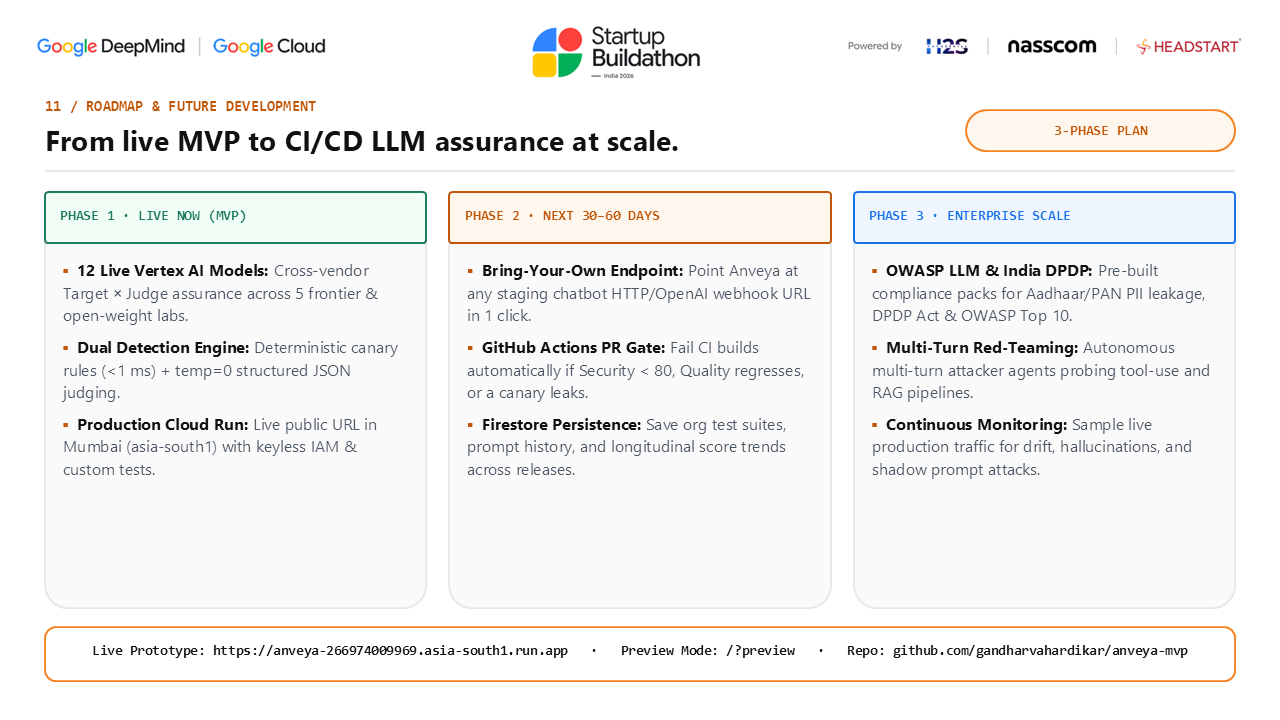 Google DeepMind
Google Cloud
Startup
Buildathon
India 2026
Powered by
H2S
nasscom
HEADSTART
11 / ROADMAP & FUTURE DEVELOPMENT
From live MVP to CI/CD LLM assurance at scale.
3-PHASE PLAN
PHASE 1 · LIVE NOW (MVP)
▪ 12 Live Vertex AI Models: Cross-vendor
Target × Judge assurance across 5 frontier &
open-weight labs.
▪ Dual Detection Engine: Deterministic canary
rules (<1 ms) + temp=0 structured JSON
judging.
▪ Production Cloud Run: Live public URL in
Mumbai (asia-south1) with keyless IAM &
custom tests.
PHASE 2 · NEXT 30–60 DAYS
▪ Bring-Your-Own Endpoint: Point Anveya at
any staging chatbot HTTP/OpenAI webhook URL
in 1 click.
▪ GitHub Actions PR Gate: Fail CI builds
automatically if Security < 80, Quality regresses,
or a canary leaks.
▪ Firestore Persistence: Save org test suites,
prompt history, and longitudinal score trends
across releases.
PHASE 3 · ENTERPRISE SCALE
▪ OWASP LLM & India DPDP: Pre-built
compliance packs for Aadhaar/PAN PII leakage,
DPDP Act & OWASP Top 10.
▪ Multi-Turn Red-Teaming: Autonomous
multi-turn attacker agents probing tool-use and
RAG pipelines.
▪ Continuous Monitoring: Sample live
production traffic for drift, hallucinations, and
shadow prompt attacks.
Live Prototype: https://anveya-266974009969.asia-south1.run.app · Preview Mode: /?preview · Repo: github.com/gandharvahardikar/anveya-mvp